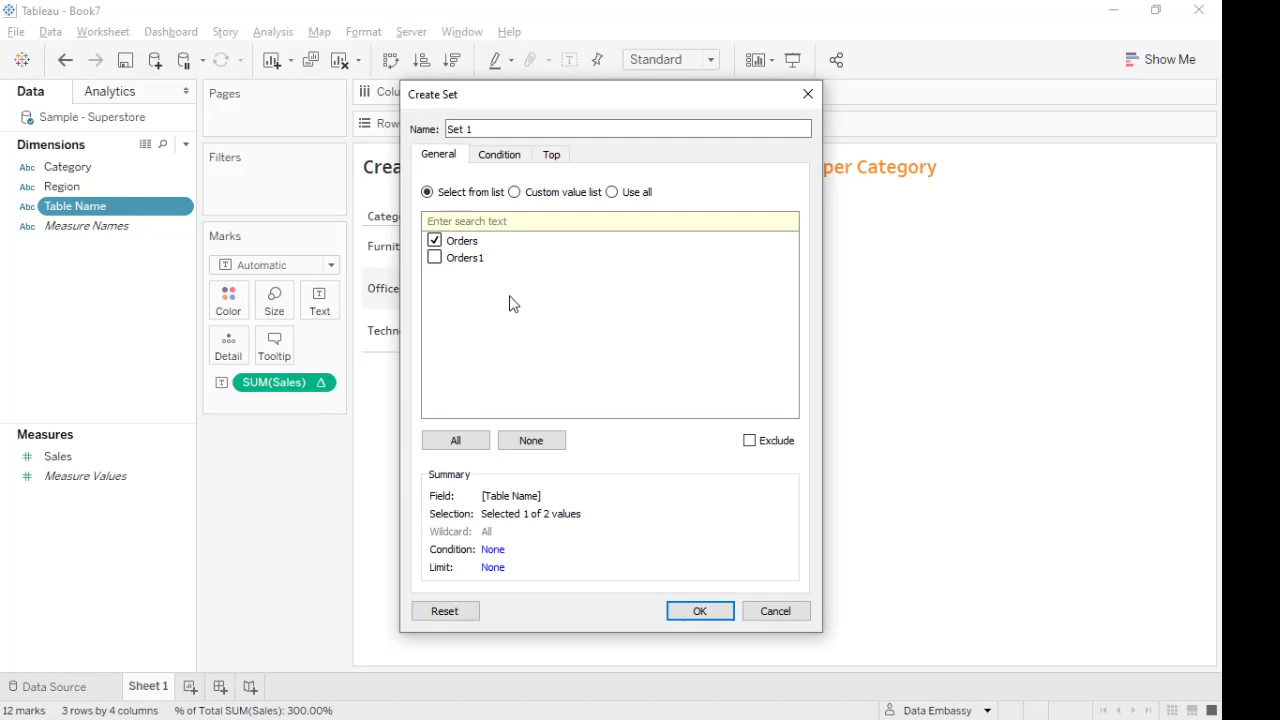 Tableau - Book7
File Data Worksheet Dashboard Story Analysis Map Format Server Window Help
Standard
Show Me
Data
Analytics
Sample - Superstore
Dimensions
Abc Category
Abc Region
Abc Table Name
Abc Measure Names
Measures
# Sales
# Measure Values
Pages
Filters
Marks
T Automatic
Color
Size
T Text
Detail
Tooltip
T SUM(Sales) Δ
per Category
Create Set
Name: Set 1
General
Condition
Top
Select from list
Custom value list
Use all
Enter search text
Orders
Orders1
All
None
Exclude
Summary
Field: [Table Name]
Selection: Selected 1 of 2 values
Wildcard: All
Condition: None
Limit: None
Reset
OK
Cancel
Data Source
Sheet 1
12 marks
3 rows by 4 columns
% of Total SUM(Sales): 300.00%
Data Embassy